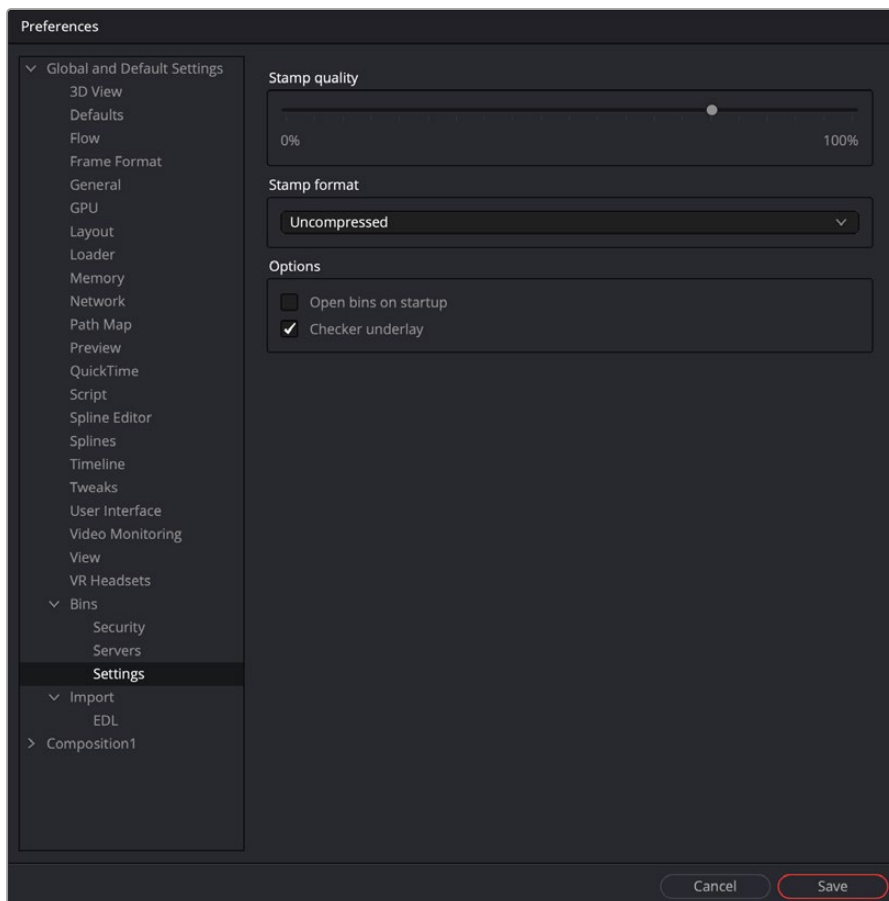 Preferences
Global and Default Settings
3D View
Defaults
Flow
Frame Format
General
GPU
Layout
Loader
Memory
Network
Path Map
Preview
QuickTime
Script
Spline Editor
Splines
Timeline
Tweaks
User Interface
Video Monitoring
View
VR Headsets
Bins
Security
Servers
Settings
Import
EDL
Composition1
Stamp quality
0% 100%
Stamp format
Uncompressed
Options
Open bins on startup
Checker underlay
Cancel Save